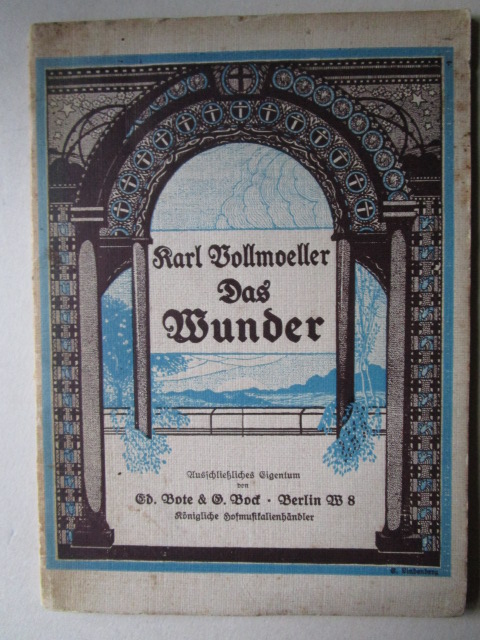 Karl Vollmoeller
Das
Wunder
Ausschließliches Eigentum
von
Ed. Bote & G. Bock · Berlin W 8
Königliche Hofmusikalienhändler